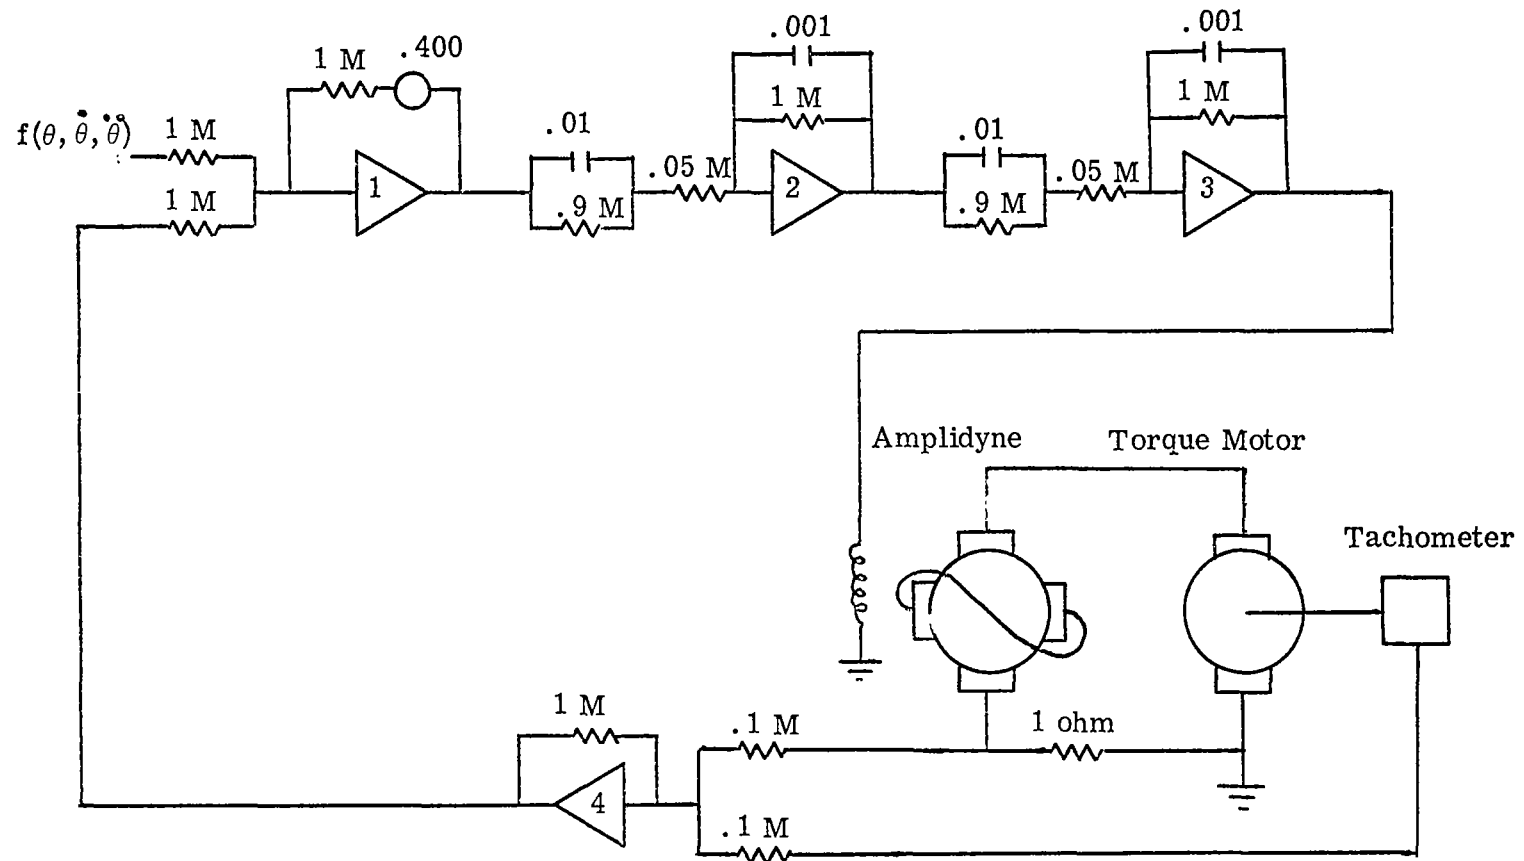 .001
.001
1 M
.400
1 M
1 M
f(θ, θ̇, θ̈)
1 M
.01
.01
.05 M
.05 M
1
2
3
1 M
.9 M
.9 M
Amplidyne
Torque Motor
Tachometer
1 M
.1 M
1 ohm
4
.1 M